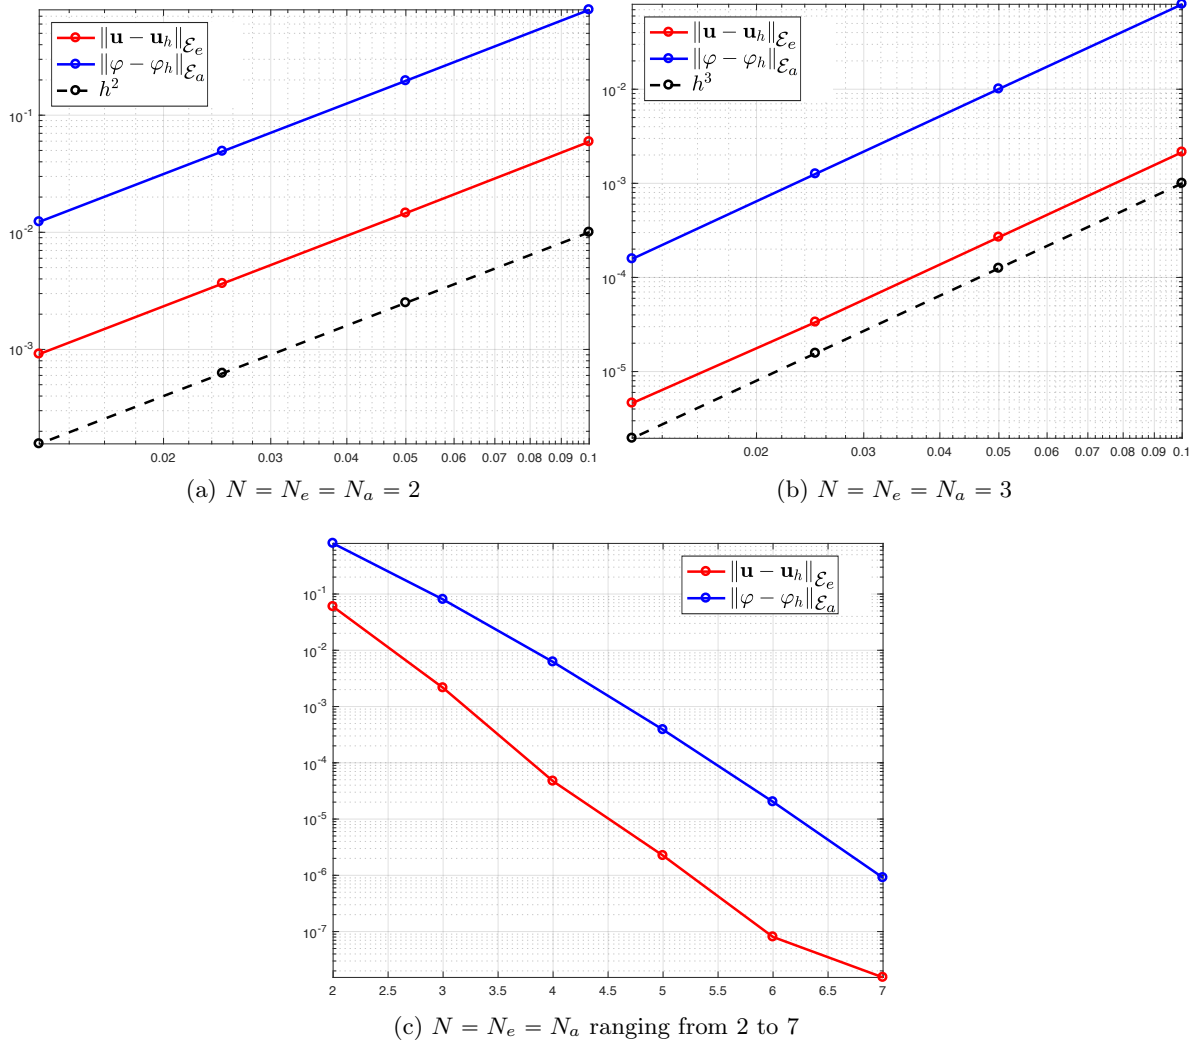 ‖u − u_h‖_{ℰ_e}
‖φ − φ_h‖_{ℰ_a}
h^2
10^{-1}
10^{-2}
10^{-3}
0.02 0.03 0.04 0.05 0.06 0.07 0.08 0.09 0.1
(a) N = N_e = N_a = 2
‖u − u_h‖_{ℰ_e}
‖φ − φ_h‖_{ℰ_a}
h^3
10^{-2}
10^{-3}
10^{-4}
10^{-5}
0.02 0.03 0.04 0.05 0.06 0.07 0.08 0.09 0.1
(b) N = N_e = N_a = 3
‖u − u_h‖_{ℰ_e}
‖φ − φ_h‖_{ℰ_a}
10^{-1}
10^{-2}
10^{-3}
10^{-4}
10^{-5}
10^{-6}
10^{-7}
2 2.5 3 3.5 4 4.5 5 5.5 6 6.5 7
(c) N = N_e = N_a ranging from 2 to 7